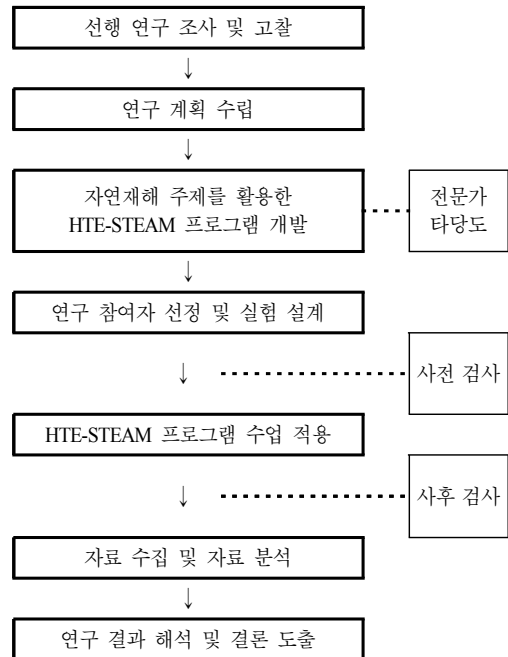 선행 연구 조사 및 고찰
↓
연구 계획 수립
↓
자연재해 주제를 활용한
HTE-STEAM 프로그램 개발
전문가
타당도
↓
연구 참여자 선정 및 실험 설계
↓
사전 검사
HTE-STEAM 프로그램 수업 적용
↓
사후 검사
자료 수집 및 자료 분석
↓
연구 결과 해석 및 결론 도출